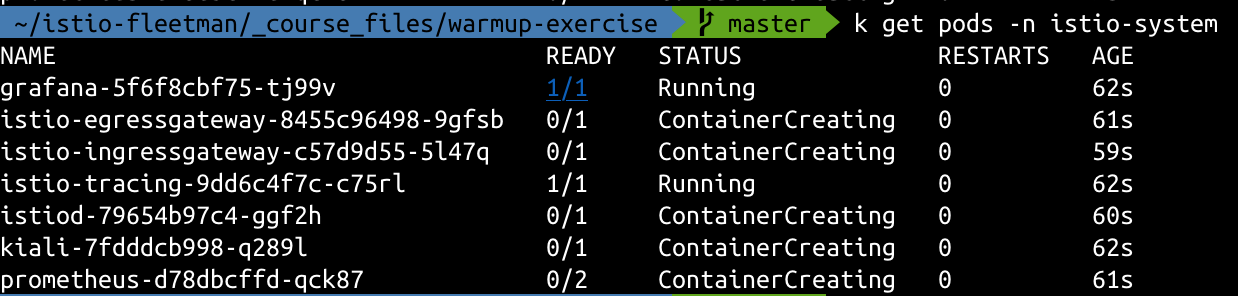 ~/istio-fleetman/_course_files/warmup-exercise master k get pods -n istio-system
NAME READY STATUS RESTARTS AGE
grafana-5f6f8cbf75-tj99v 1/1 Running 0 62s
istio-egressgateway-8455c96498-9gfsb 0/1 ContainerCreating 0 61s
istio-ingressgateway-c57d9d55-5l47q 0/1 ContainerCreating 0 59s
istio-tracing-9dd6c4f7c-c75rl 1/1 Running 0 62s
istiod-79654b97c4-ggf2h 0/1 ContainerCreating 0 60s
kiali-7fdddcb998-q289l 0/1 ContainerCreating 0 62s
prometheus-d78dbcffd-qck87 0/2 ContainerCreating 0 61s